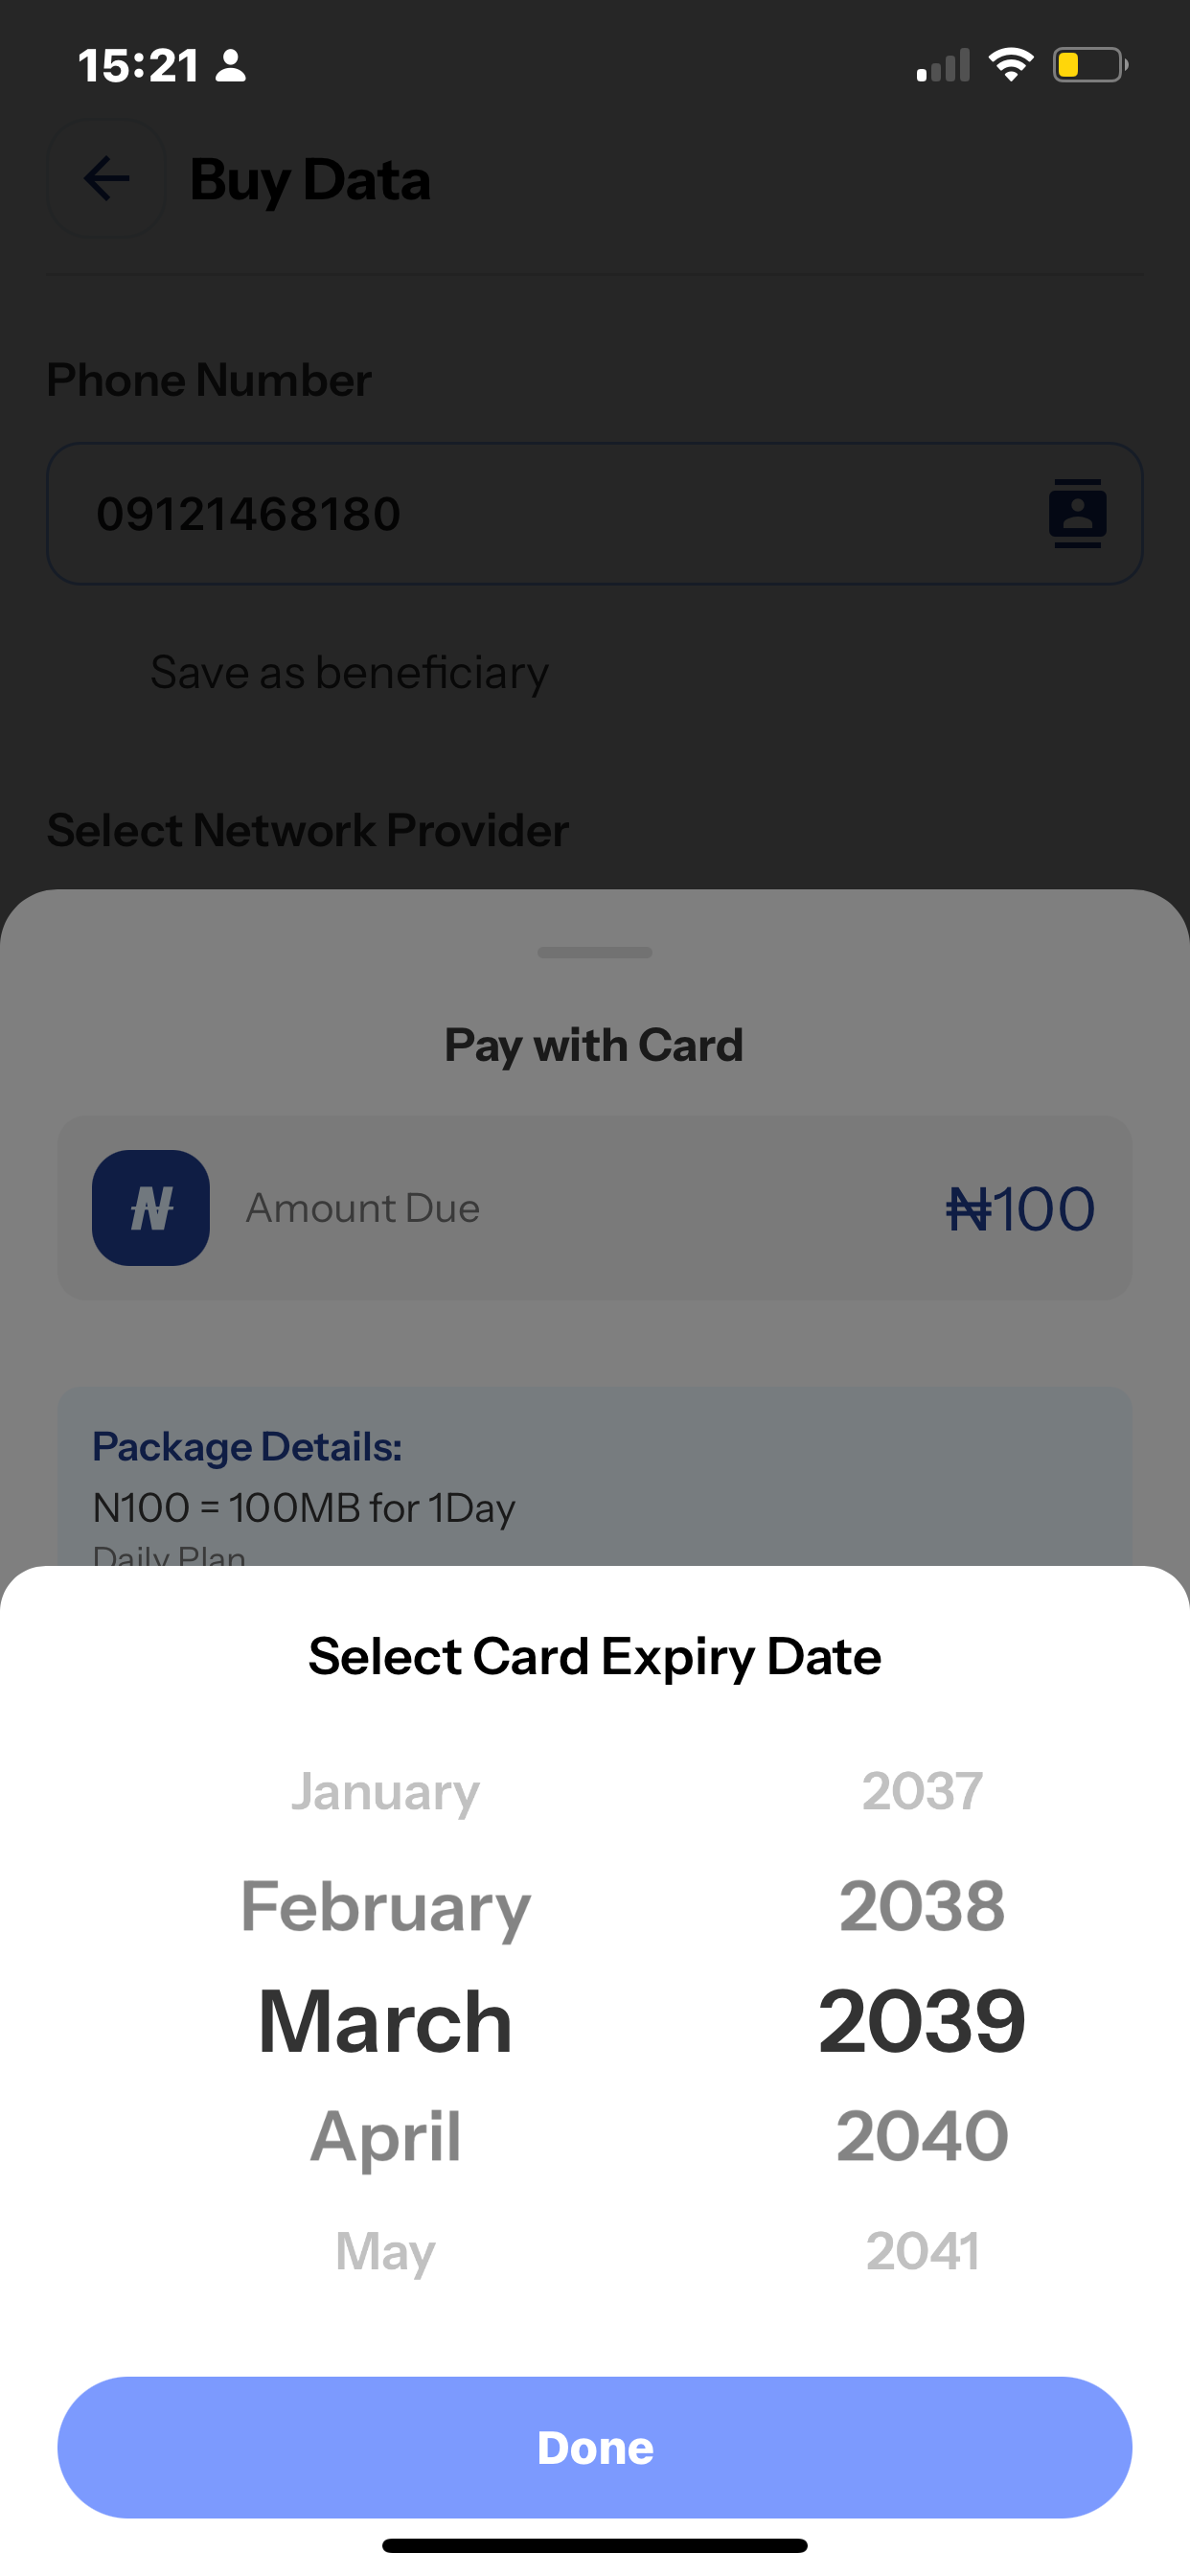 15:21
Buy Data
Phone Number
09121468180
Save as beneficiary
Select Network Provider
Pay with Card
N Amount Due ₦100
Package Details:
N100 = 100MB for 1Day
Daily Plan
Select Card Expiry Date
January 2037
February 2038
March 2039
April 2040
May 2041
Done